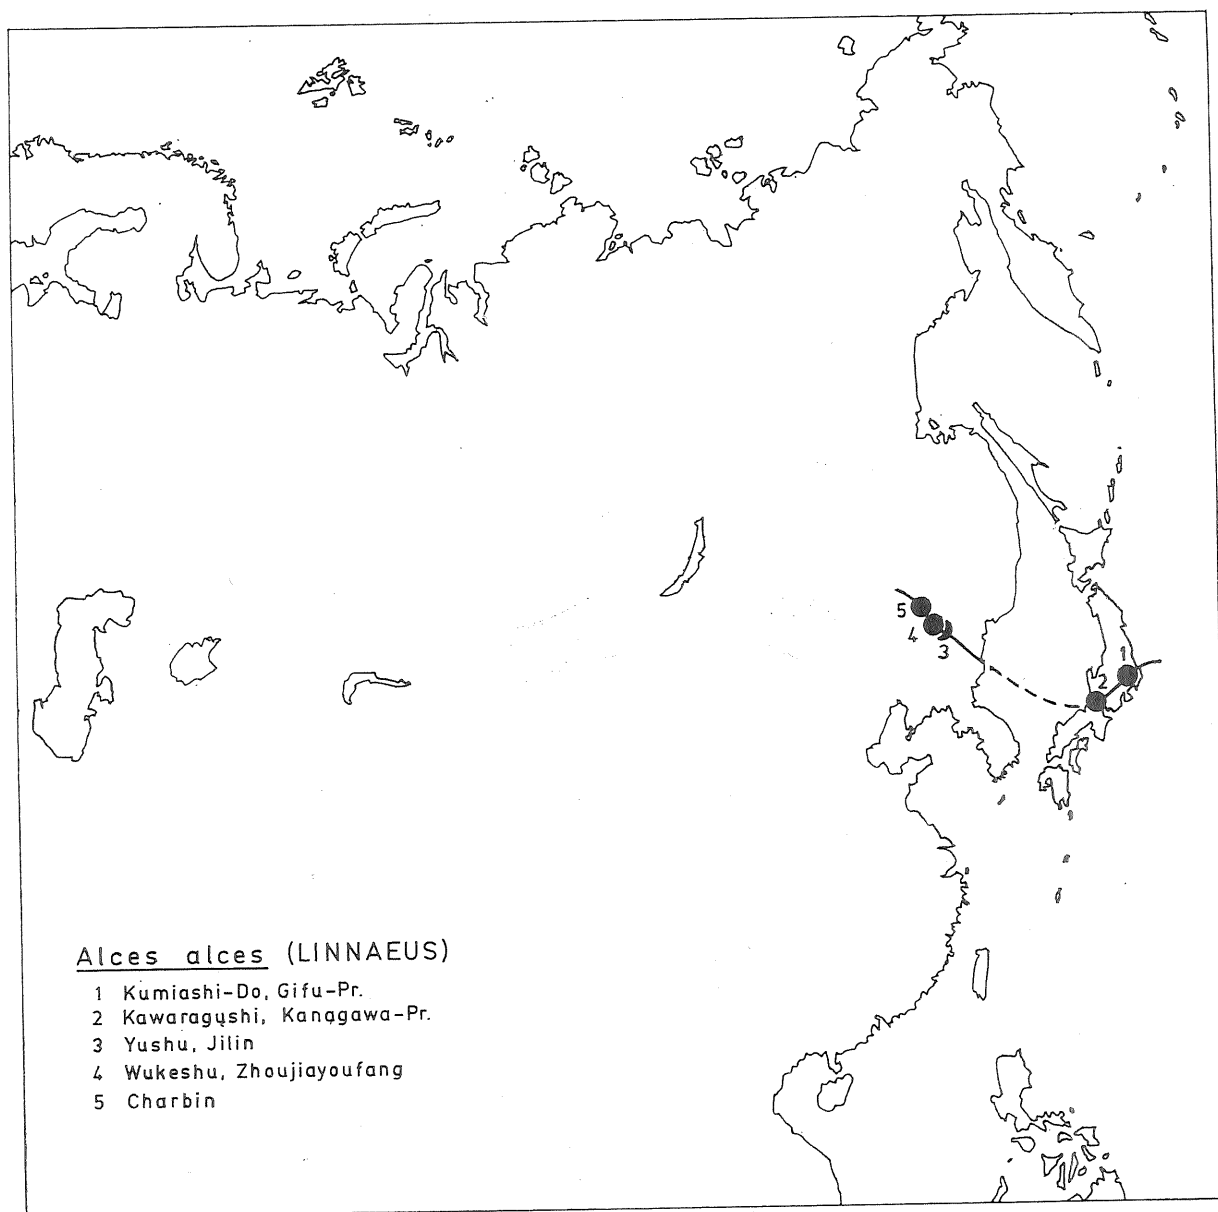 5
4
3
1
2
Alces alces (LINNAEUS)
1 Kumiashi-Do, Gifu-Pr.
2 Kawaragushi, Kanagawa-Pr.
3 Yushu, Jilin
4 Wukeshu, Zhoujiayoufang
5 Charbin